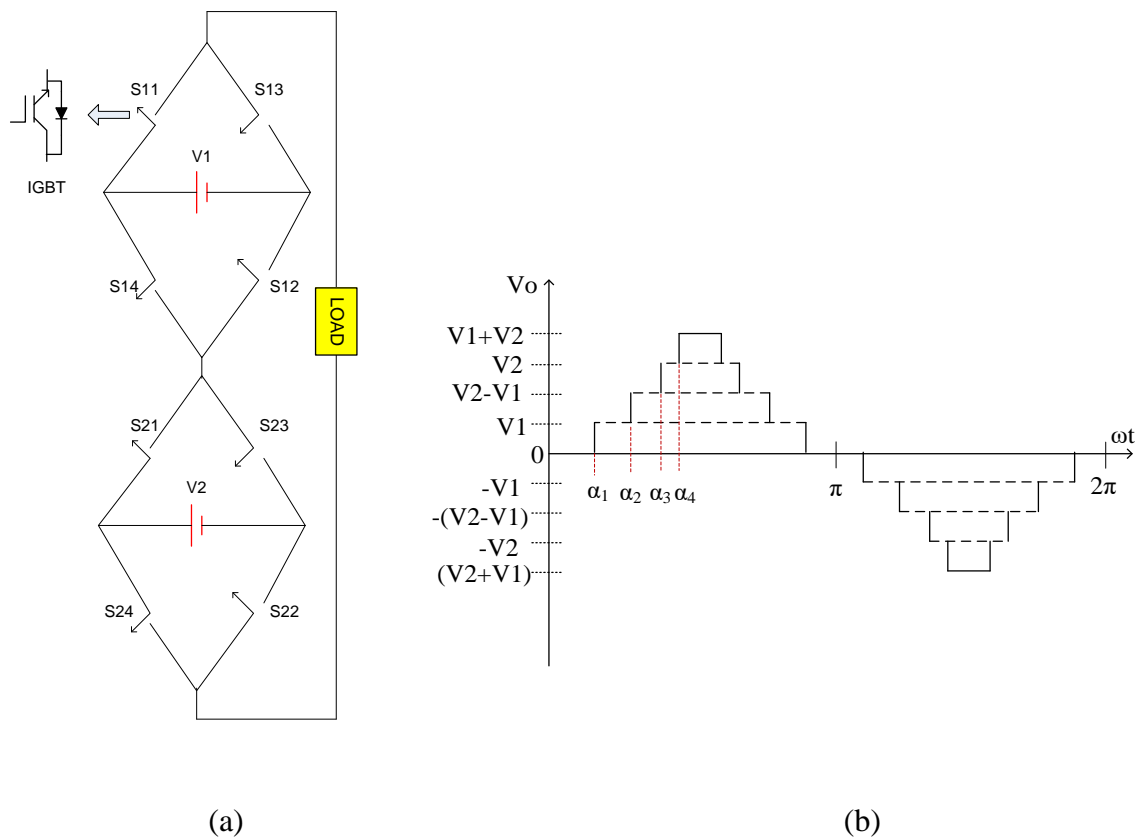 S11
S13
IGBT
V1
S14
S12
LOAD
S21
S23
V2
S24
S22
(a)
Vo
V1+V2
V2
V2-V1
V1
0
ωt
α1
α2
α3
α4
π
2π
-V1
-(V2-V1)
-V2
(V2+V1)
(b)